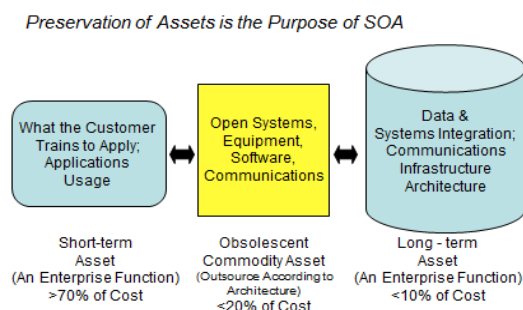 Preservation of Assets is the Purpose of SOA
What the Customer
Trains to Apply;
Applications
Usage
Open Systems,
Equipment,
Software,
Communications
Data &
Systems Integration;
Communications
Infrastructure
Architecture
Short-term
Asset
(An Enterprise Function)
>70% of Cost
Obsolescent
Commodity Asset
(Outsource According to
Architecture)
<20% of Cost
Long - term
Asset
(An Enterprise Function)
<10% of Cost